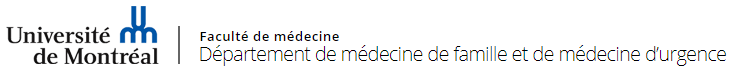 Université
de Montréal
Faculté de médecine
Département de médecine de famille et de médecine d'urgence